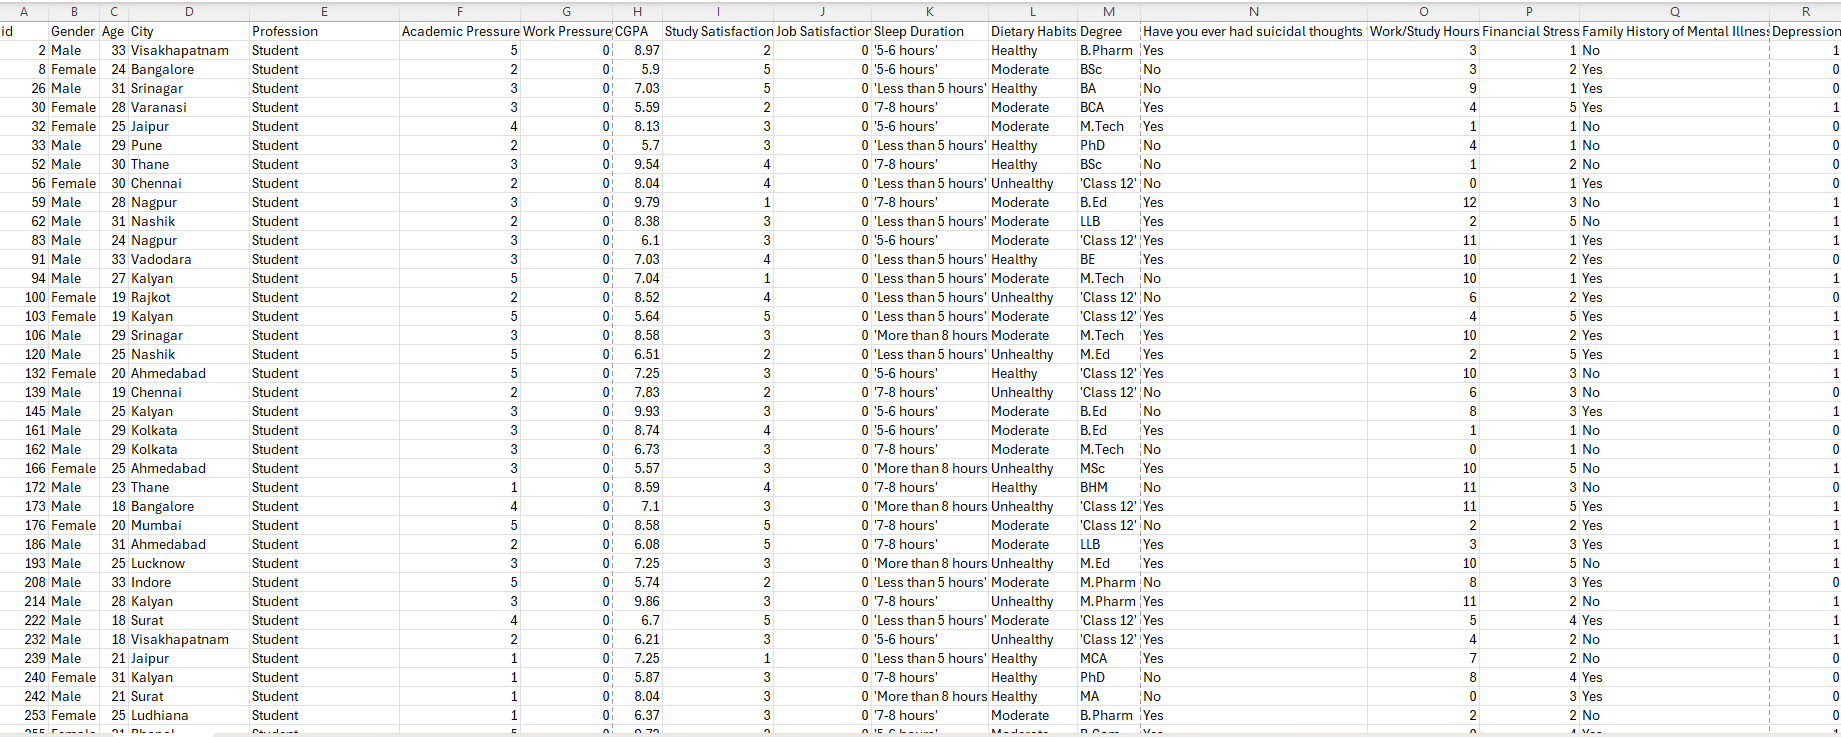 A B C D E F G H I J K L M N O P Q R
id Gender Age City Profession Academic Pressure Work Pressure CGPA Study Satisfaction Job Satisfaction Sleep Duration Dietary Habits Degree Have you ever had suicidal thoughts Work/Study Hours Financial Stress Family History of Mental Illness Depression
2 Male 33 Visakhapatnam Student 5 0 8.97 2 0 '5-6 hours' Healthy B.Pharm Yes 3 1 No 1
8 Female 24 Bangalore Student 2 0 5.9 5 0 '5-6 hours' Moderate BSc No 3 2 Yes 0
26 Male 31 Srinagar Student 3 0 7.03 5 0 'Less than 5 hours' Healthy BA No 9 1 Yes 0
30 Female 28 Varanasi Student 3 0 5.59 2 0 '7-8 hours' Moderate BCA Yes 4 5 Yes 1
32 Female 25 Jaipur Student 4 0 8.13 3 0 '5-6 hours' Moderate M.Tech Yes 1 1 No 0
33 Male 29 Pune Student 2 0 5.7 3 0 'Less than 5 hours' Healthy PhD No 4 1 No 0
52 Male 30 Thane Student 3 0 9.54 4 0 '7-8 hours' Healthy BSc No 1 2 No 0
56 Female 30 Chennai Student 2 0 8.04 4 0 'Less than 5 hours' Unhealthy 'Class 12' No 0 1 Yes 0
59 Male 28 Nagpur Student 3 0 9.79 1 0 '7-8 hours' Moderate B.Ed Yes 12 3 No 1
62 Male 31 Nashik Student 2 0 8.38 3 0 'Less than 5 hours' Moderate LLB Yes 2 5 No 1
83 Male 24 Nagpur Student 3 0 6.1 3 0 '5-6 hours' Moderate 'Class 12' Yes 11 1 Yes 1
91 Male 33 Vadodara Student 3 0 7.03 4 0 'Less than 5 hours' Healthy BE Yes 10 2 Yes 0
94 Male 27 Kalyan Student 5 0 7.04 1 0 'Less than 5 hours' Moderate M.Tech No 10 1 Yes 1
100 Female 19 Rajkot Student 2 0 8.52 4 0 'Less than 5 hours' Unhealthy 'Class 12' No 6 2 Yes 0
103 Female 19 Kalyan Student 5 0 5.64 5 0 'Less than 5 hours' Moderate 'Class 12' Yes 4 5 Yes 1
106 Male 29 Srinagar Student 3 0 8.58 3 0 'More than 8 hours Moderate M.Tech Yes 10 2 Yes 1
120 Male 25 Nashik Student 5 0 6.51 2 0 'Less than 5 hours' Unhealthy M.Ed Yes 2 5 Yes 1
132 Female 20 Ahmedabad Student 5 0 7.25 3 0 '5-6 hours' Healthy 'Class 12' Yes 10 3 No 1
139 Male 19 Chennai Student 2 0 7.83 2 0 '7-8 hours' Unhealthy 'Class 12' No 6 3 No 0
145 Male 25 Kalyan Student 3 0 9.93 3 0 '5-6 hours' Moderate B.Ed No 8 3 Yes 1
161 Male 29 Kolkata Student 3 0 8.74 4 0 '5-6 hours' Moderate B.Ed Yes 1 1 No 0
162 Male 29 Kolkata Student 3 0 6.73 3 0 '7-8 hours' Moderate M.Tech No 0 1 No 0
166 Female 25 Ahmedabad Student 3 0 5.57 3 0 'More than 8 hours Unhealthy MSc Yes 10 5 No 1
172 Male 23 Thane Student 1 0 8.59 4 0 '7-8 hours' Healthy BHM No 11 3 No 0
173 Male 18 Bangalore Student 4 0 7.1 3 0 'More than 8 hours Unhealthy 'Class 12' Yes 11 5 Yes 1
176 Female 20 Mumbai Student 5 0 8.58 5 0 '7-8 hours' Moderate 'Class 12' No 2 2 Yes 1
186 Male 31 Ahmedabad Student 2 0 6.08 5 0 '7-8 hours' Moderate LLB Yes 3 3 Yes 1
193 Male 25 Lucknow Student 3 0 7.25 3 0 'More than 8 hours Unhealthy M.Ed Yes 10 5 No 1
208 Male 33 Indore Student 5 0 5.74 2 0 'Less than 5 hours' Moderate M.Pharm No 8 3 Yes 0
214 Male 28 Kalyan Student 3 0 9.86 3 0 '7-8 hours' Unhealthy M.Pharm Yes 11 2 No 1
222 Male 18 Surat Student 4 0 6.7 5 0 'Less than 5 hours' Moderate 'Class 12' Yes 5 4 Yes 1
232 Male 18 Visakhapatnam Student 2 0 6.21 3 0 '5-6 hours' Unhealthy 'Class 12' Yes 4 2 No 1
239 Male 21 Jaipur Student 1 0 7.25 1 0 'Less than 5 hours' Healthy MCA Yes 7 2 No 0
240 Female 31 Kalyan Student 1 0 5.87 3 0 '7-8 hours' Healthy PhD No 8 4 Yes 0
242 Male 21 Surat Student 1 0 8.04 3 0 'More than 8 hours Healthy MA No 0 3 Yes 0
253 Female 25 Ludhiana Student 1 0 6.37 3 0 '7-8 hours' Moderate B.Pharm Yes 2 2 No 0